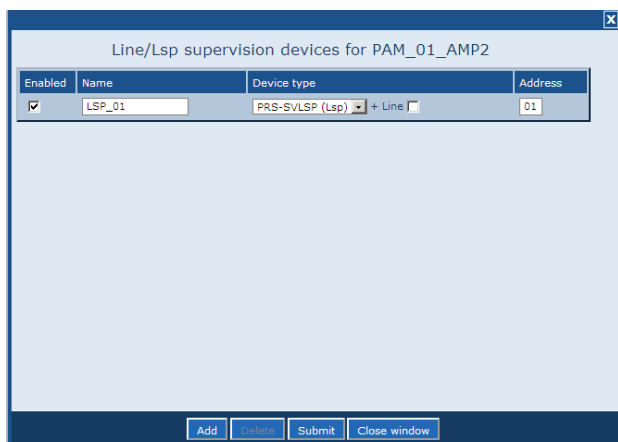 X
Line/Lsp supervision devices for PAM_01_AMP2
Enabled Name Device type Address
LSP_01 PRS-SVLSP (Lsp) + Line 01
Add Delete Submit Close window